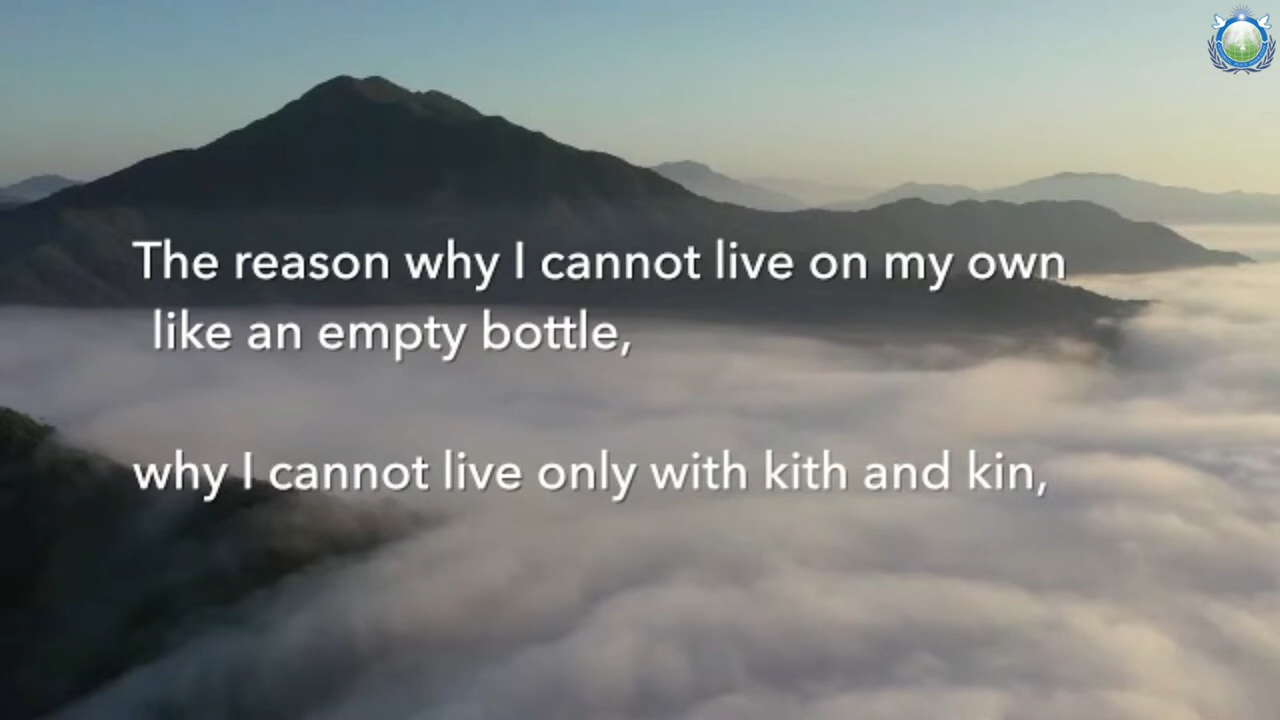 The reason why I cannot live on my own
like an empty bottle,
why I cannot live only with kith and kin,